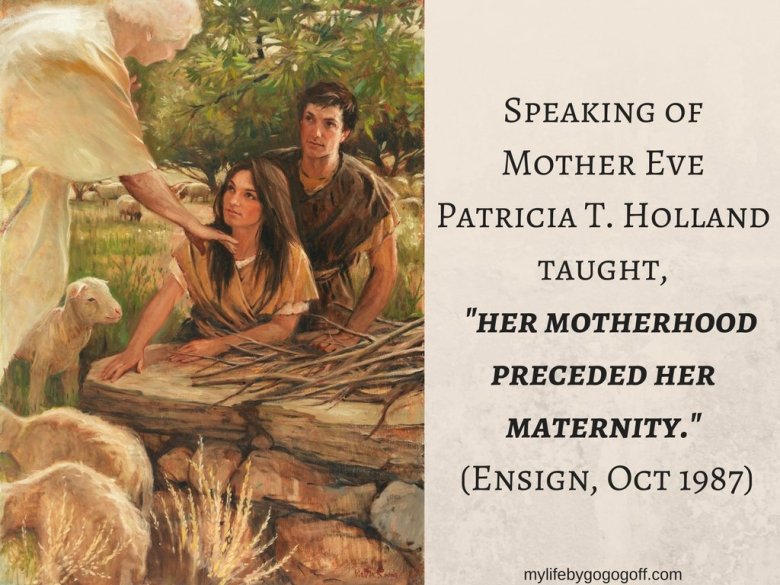 Speaking of
Mother Eve
Patricia T. Holland
taught,
"her motherhood
preceded her
maternity."
(Ensign, Oct 1987)
mylifebygogogoff.com